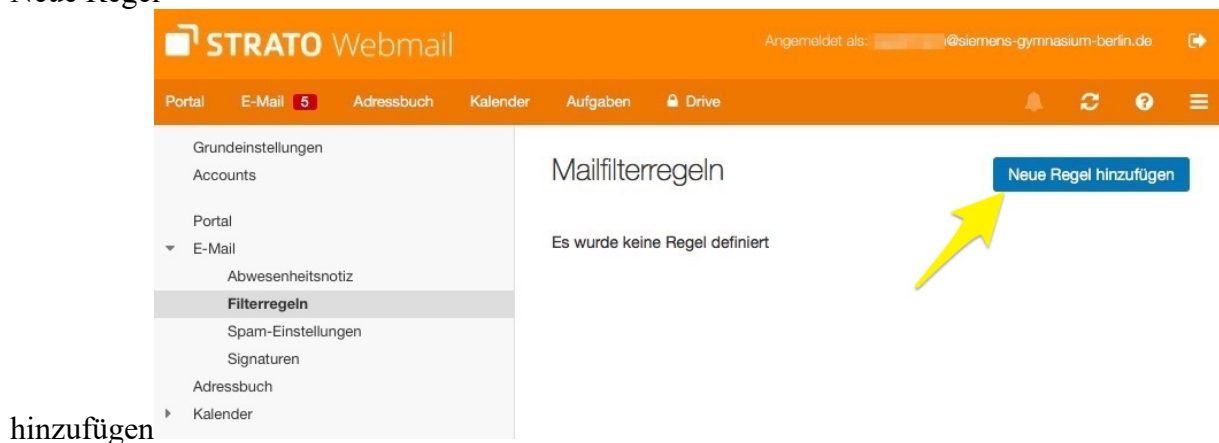 Neue Regel
STRATO Webmail
Angemeldet als: @siemens-gymnasium-berlin.de
Portal E-Mail 5 Adressbuch Kalender Aufgaben Drive
Grundeinstellungen
Accounts
Portal
E-Mail
Abwesenheitsnotiz
Filterregeln
Spam-Einstellungen
Signaturen
Adressbuch
Kalender
Mailfilterregeln
Neue Regel hinzufügen
Es wurde keine Regel definiert
hinzufügen